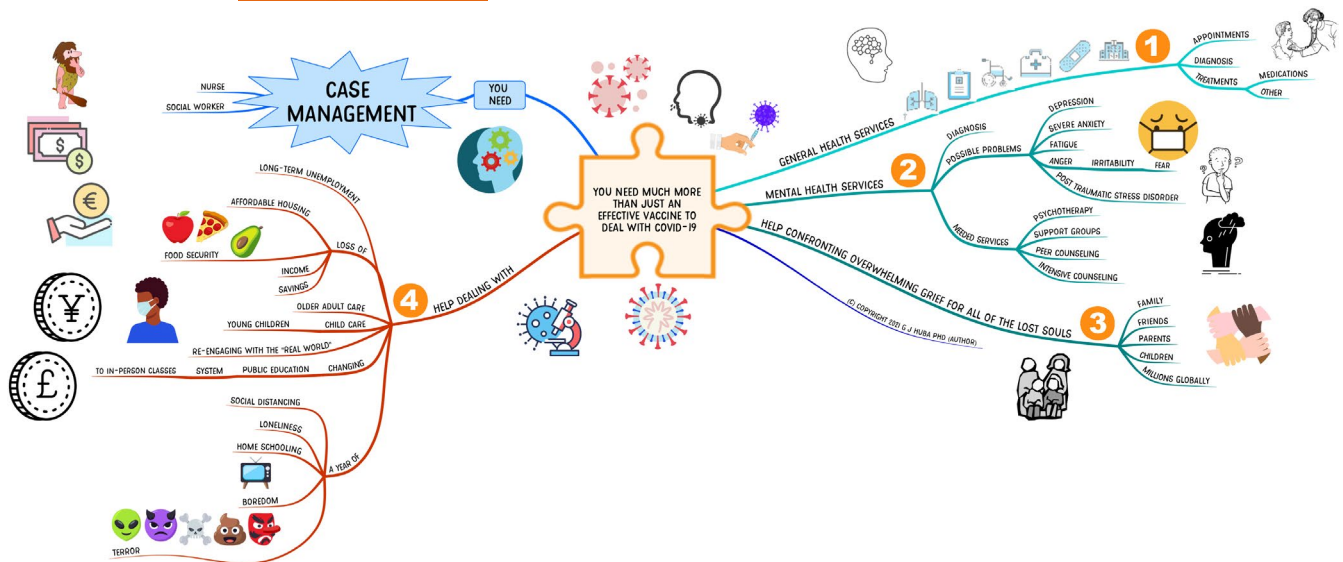 YOU NEED MUCH MORE
THAN JUST AN
EFFECTIVE VACCINE TO
DEAL WITH COVID-19
GENERAL HEALTH SERVICES
1
APPOINTMENTS
DIAGNOSIS
TREATMENTS
MEDICATIONS
OTHER
MENTAL HEALTH SERVICES
2
DIAGNOSIS
POSSIBLE PROBLEMS
DEPRESSION
SEVERE ANXIETY
FATIGUE
ANGER
IRRITABILITY
FEAR
POST TRAUMATIC STRESS DISORDER
NEEDED SERVICES
PSYCHOTHERAPY
SUPPORT GROUPS
PEER COUNSELING
INTENSIVE COUNSELING
HELP CONFRONTING OVERWHELMING GRIEF FOR ALL OF THE LOST SOULS
3
FAMILY
FRIENDS
PARENTS
CHILDREN
MILLIONS GLOBALLY
(C) COPYRIGHT 2021 G J HUBA PHD (AUTHOR)
HELP DEALING WITH
4
LONG-TERM UNEMPLOYMENT
LOSS OF
AFFORDABLE HOUSING
FOOD SECURITY
INCOME
SAVINGS
OLDER ADULT CARE
CHILD CARE
YOUNG CHILDREN
RE-ENGAGING WITH THE "REAL WORLD"
CHANGING
PUBLIC EDUCATION
SYSTEM
TO IN-PERSON CLASSES
A YEAR OF
SOCIAL DISTANCING
LONELINESS
HOME SCHOOLING
BOREDOM
TERROR
YOU
NEED
CASE
MANAGEMENT
NURSE
SOCIAL WORKER
$
$
€
¥
£